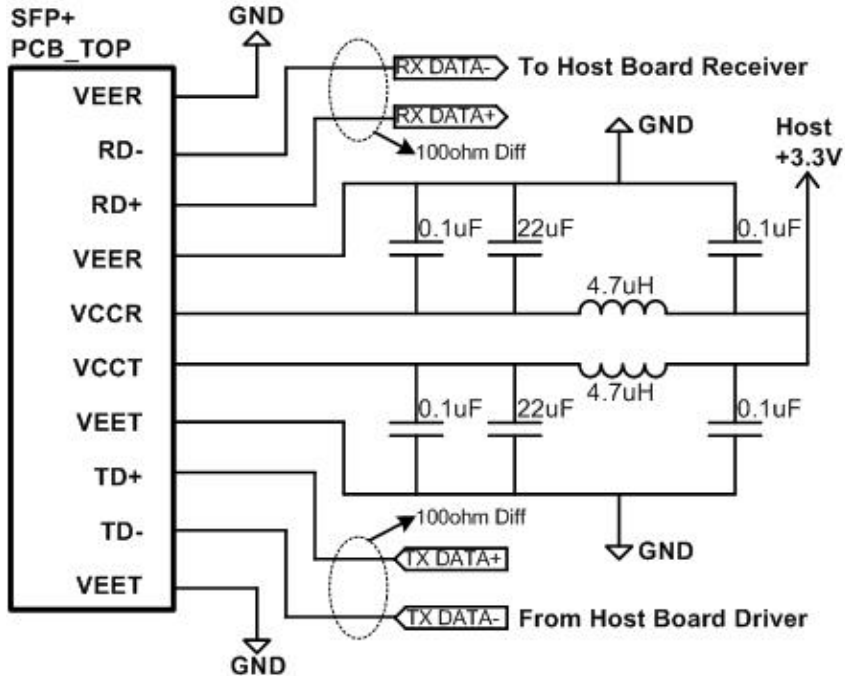 SFP+
PCB_TOP
GND
VEER
RD-
RD+
VEER
VCCR
VCCT
VEET
TD+
TD-
VEET
RX DATA-
To Host Board Receiver
RX DATA+
100ohm Diff
GND
Host
+3.3V
0.1uF
22uF
0.1uF
4.7uH
4.7uH
0.1uF
22uF
0.1uF
100ohm Diff
GND
TX DATA+
TX DATA-
From Host Board Driver
GND